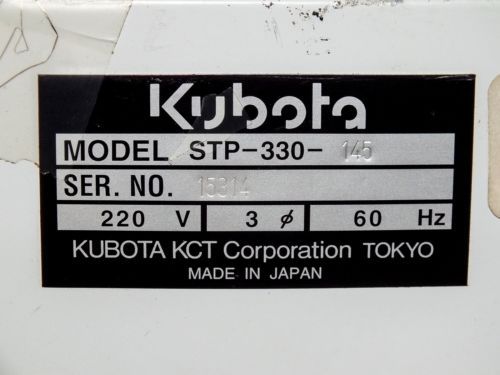 Kubota
MODEL STP-330- 145
SER. NO. 15314
220 V 3 ø 60 Hz
KUBOTA KCT Corporation TOKYO
MADE IN JAPAN